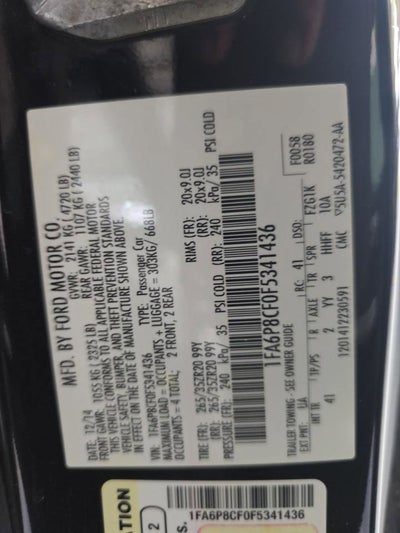 MFD. BY FORD MOTOR CO.
DATE: 12/14 GVWR: 2141 KG ( 4720 LB)
FRONT GAWR: 1055 KG ( 2325 LB) REAR GAWR: 1107 KG ( 2440 LB)
THIS VEHICLE CONFORMS TO ALL APPLICABLE FEDERAL MOTOR
VEHICLE SAFETY, BUMPER, AND THEFT PREVENTION STANDARDS
IN EFFECT ON THE DATE OF MANUFACTURE SHOWN ABOVE.
VIN: 1FA6P8CF0F5341436 TYPE: Passenger Car
MAXIMUM LOAD = OCCUPANTS + LUGGAGE = 303KG/ 668LB
OCCUPANTS = 4 TOTAL; 2 FRONT, 2 REAR
TIRE (FR): 265/35ZR20 99Y RIMS (FR): 20x9.0J
TIRE (RR): 265/35ZR20 99Y (RR): 20x9.0J
PRESSURE (FR): 240 kPa/ 35 PSI COLD (RR): 240 kPa/ 35 PSI COLD
1FA6P8CF0F5341436
TRAILER TOWING - SEE OWNER GUIDE
F0058
R0180
EXT PNT: UA RC: 41 DSO: FZG1K
INT TR TP/PS R AXLE TR SPR
41 2 YY 3 HHFF 10A
12014122330591 CMC 5U5A-5420472-AA
ATION
2
1FA6P8CF0F5341436
s.